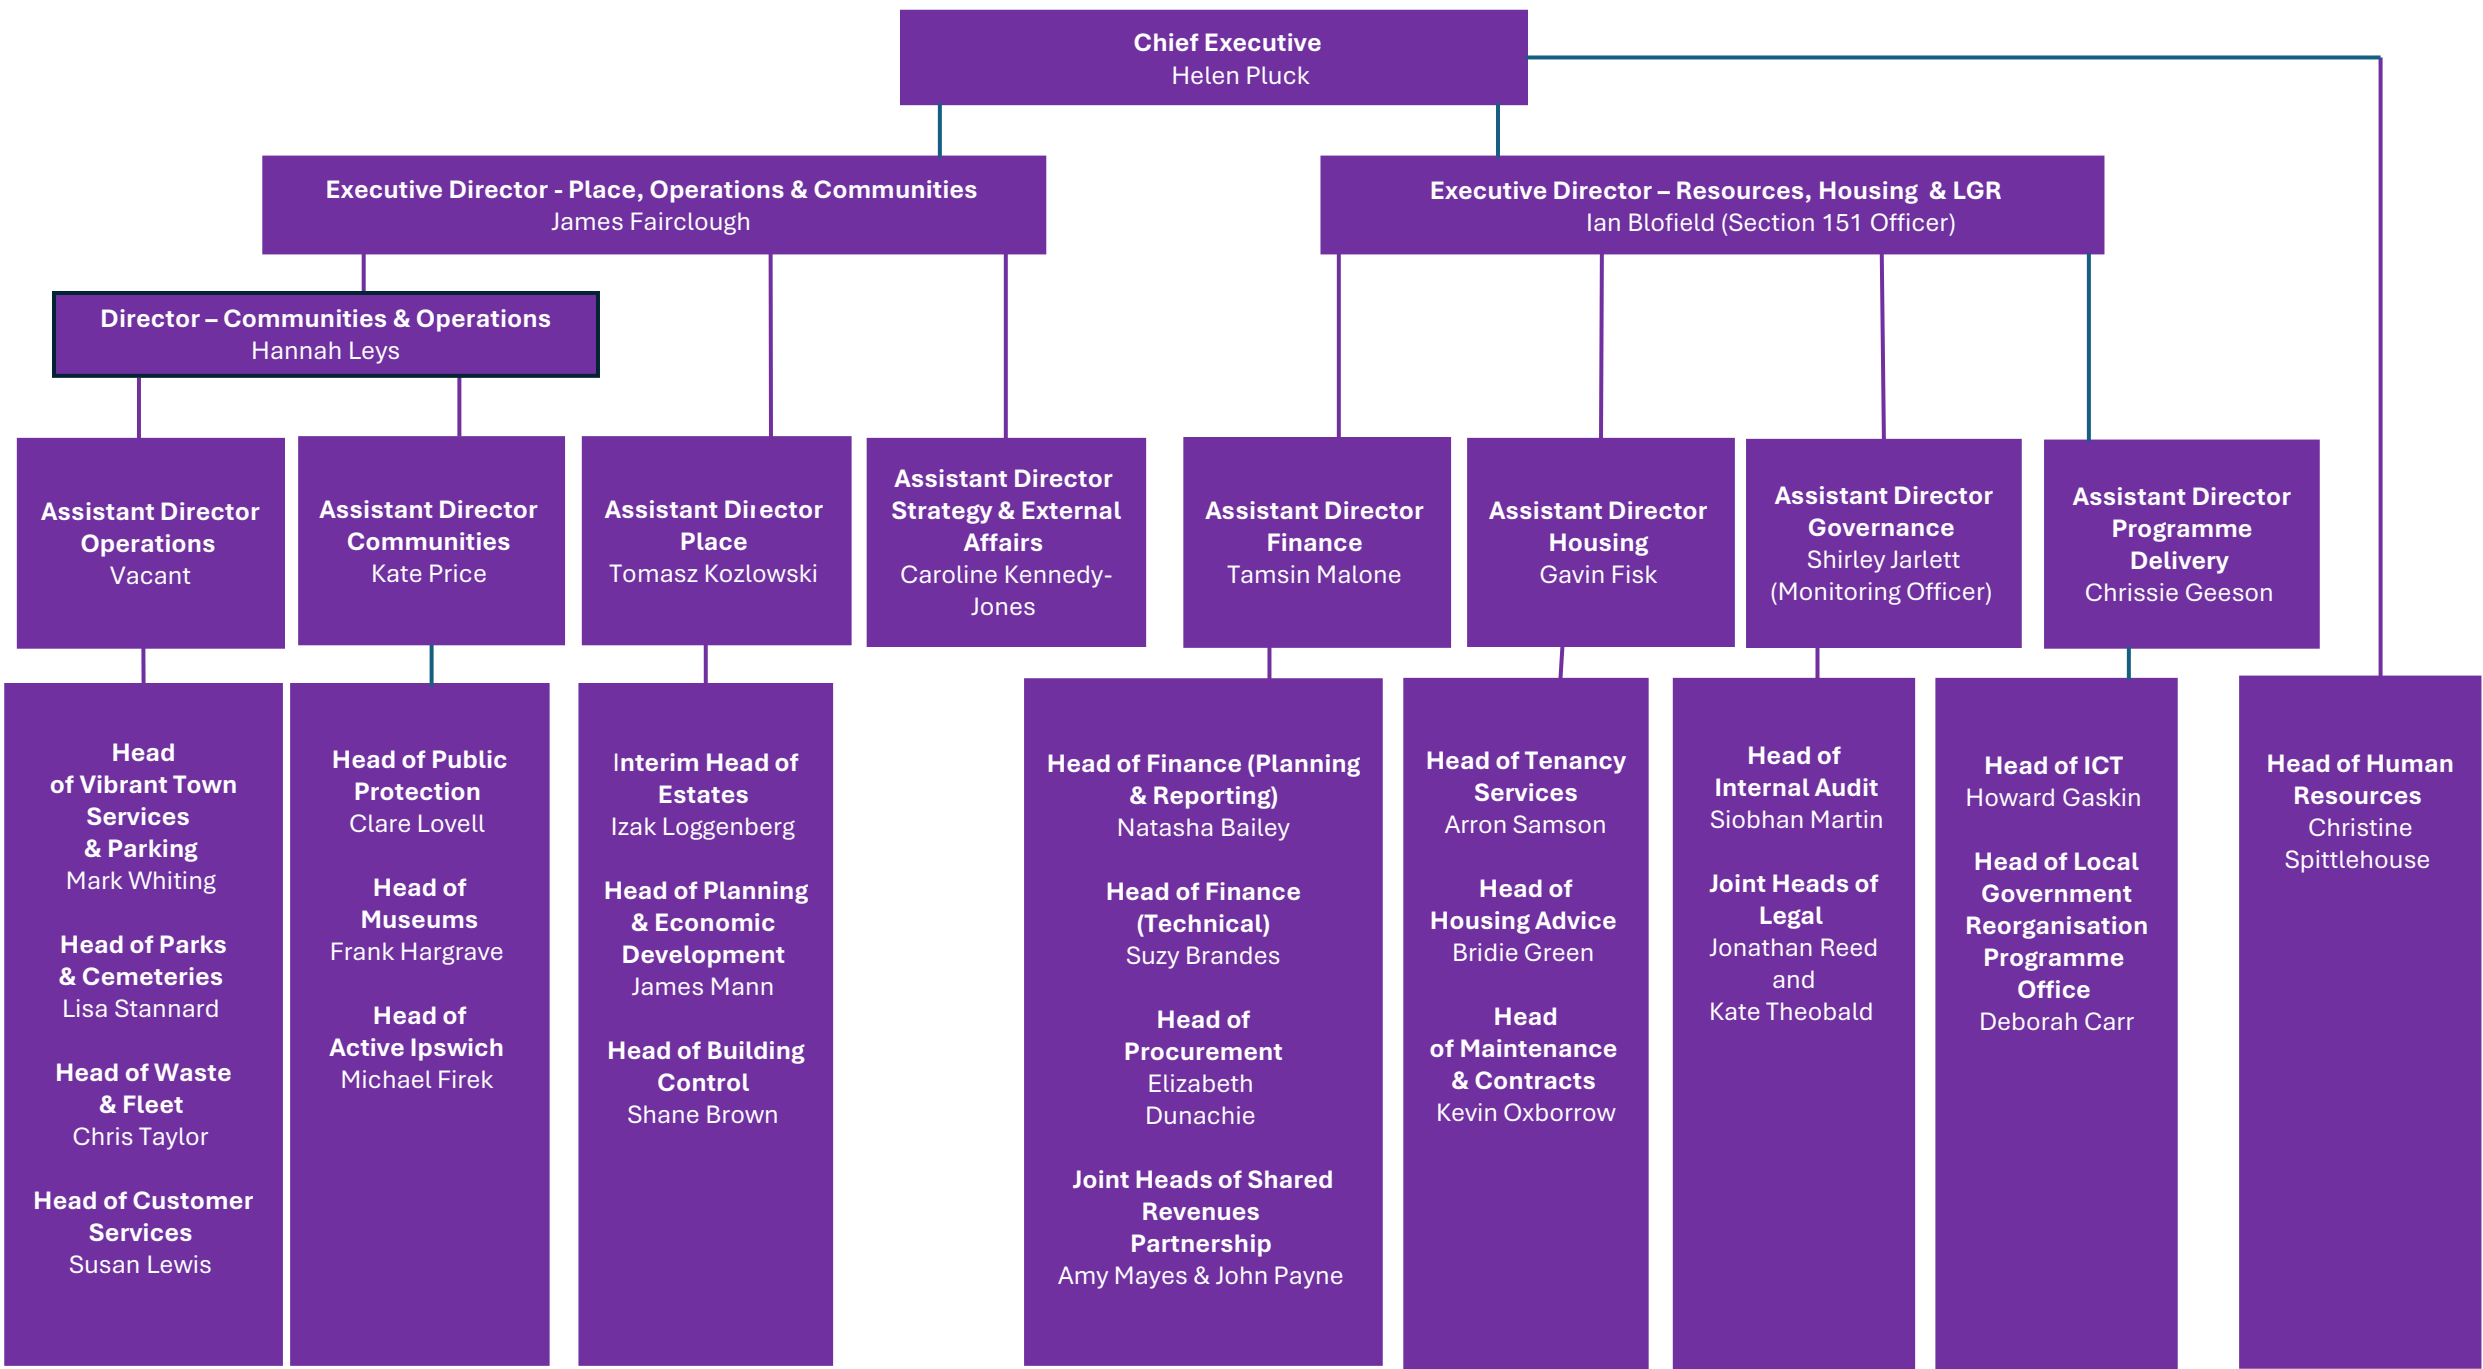 Chief Executive
Helen Pluck
Executive Director - Place, Operations & Communities
James Fairclough
Executive Director – Resources, Housing & LGR
Ian Blofield (Section 151 Officer)
Director – Communities & Operations
Hannah Leys
Assistant Director
Operations
Vacant
Assistant Director
Communities
Kate Price
Assistant Director
Place
Tomasz Kozlowski
Assistant Director
Strategy & External
Affairs
Caroline Kennedy-
Jones
Assistant Director
Finance
Tamsin Malone
Assistant Director
Housing
Gavin Fisk
Assistant Director
Governance
Shirley Jarlett
(Monitoring Officer)
Assistant Director
Programme
Delivery
Chrissie Geeson
Head
of Vibrant Town
Services
& Parking
Mark Whiting
Head of Parks
& Cemeteries
Lisa Stannard
Head of Waste
& Fleet
Chris Taylor
Head of Customer
Services
Susan Lewis
Head of Public
Protection
Clare Lovell
Head of
Museums
Frank Hargrave
Head of
Active Ipswich
Michael Firek
Interim Head of
Estates
Izak Loggenberg
Head of Planning
& Economic
Development
James Mann
Head of Building
Control
Shane Brown
Head of Finance (Planning
& Reporting)
Natasha Bailey
Head of Finance
(Technical)
Suzy Brandes
Head of
Procurement
Elizabeth
Dunachie
Joint Heads of Shared
Revenues
Partnership
Amy Mayes & John Payne
Head of Tenancy
Services
Arron Samson
Head of
Housing Advice
Bridie Green
Head
of Maintenance
& Contracts
Kevin Oxborrow
Head of
Internal Audit
Siobhan Martin
Joint Heads of
Legal
Jonathan Reed
and
Kate Theobald
Head of ICT
Howard Gaskin
Head of Local
Government
Reorganisation
Programme
Office
Deborah Carr
Head of Human
Resources
Christine
Spittlehouse